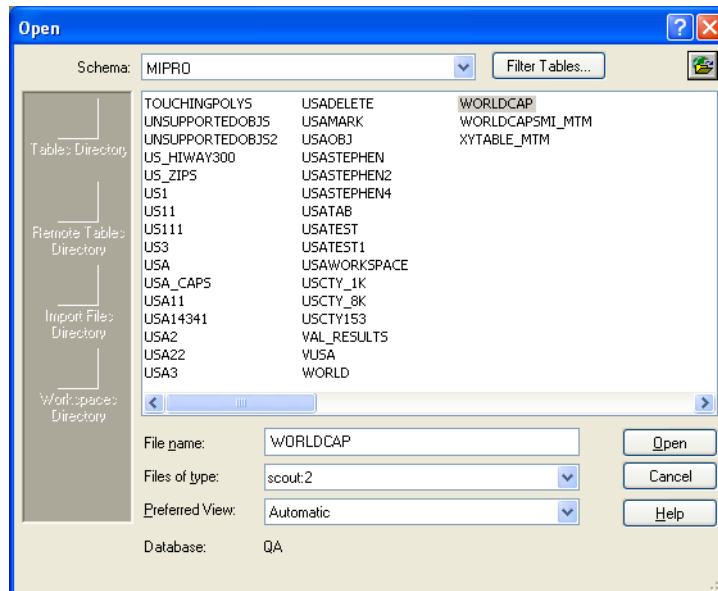 Open
Schema: MIPRO Filter Tables...
Tables Directory
Remote Tables
Directory
Import Files
Directory
Workspaces
Directory
TOUCHINGPOLYS
UNSUPPORTEDOBJS
UNSUPPORTEDOBJS2
US_HIWAY300
US_ZIPS
US1
US11
US111
US3
USA
USA_CAPS
USA11
USA14341
USA2
USA22
USA3
USADELETE
USAMARK
USAOBJ
USASTEPHEN
USASTEPHEN2
USASTEPHEN4
USATAB
USATEST
USATEST1
USAWORKSPACE
USCTY_1K
USCTY_8K
USCTY153
VAL_RESULTS
VUSA
WORLD
WORLDCAP
WORLDCAPSMI_MTM
XYTABLE_MTM
File name: WORLDCAP Open
Files of type: scout:2 Cancel
Preferred View: Automatic Help
Database: QA